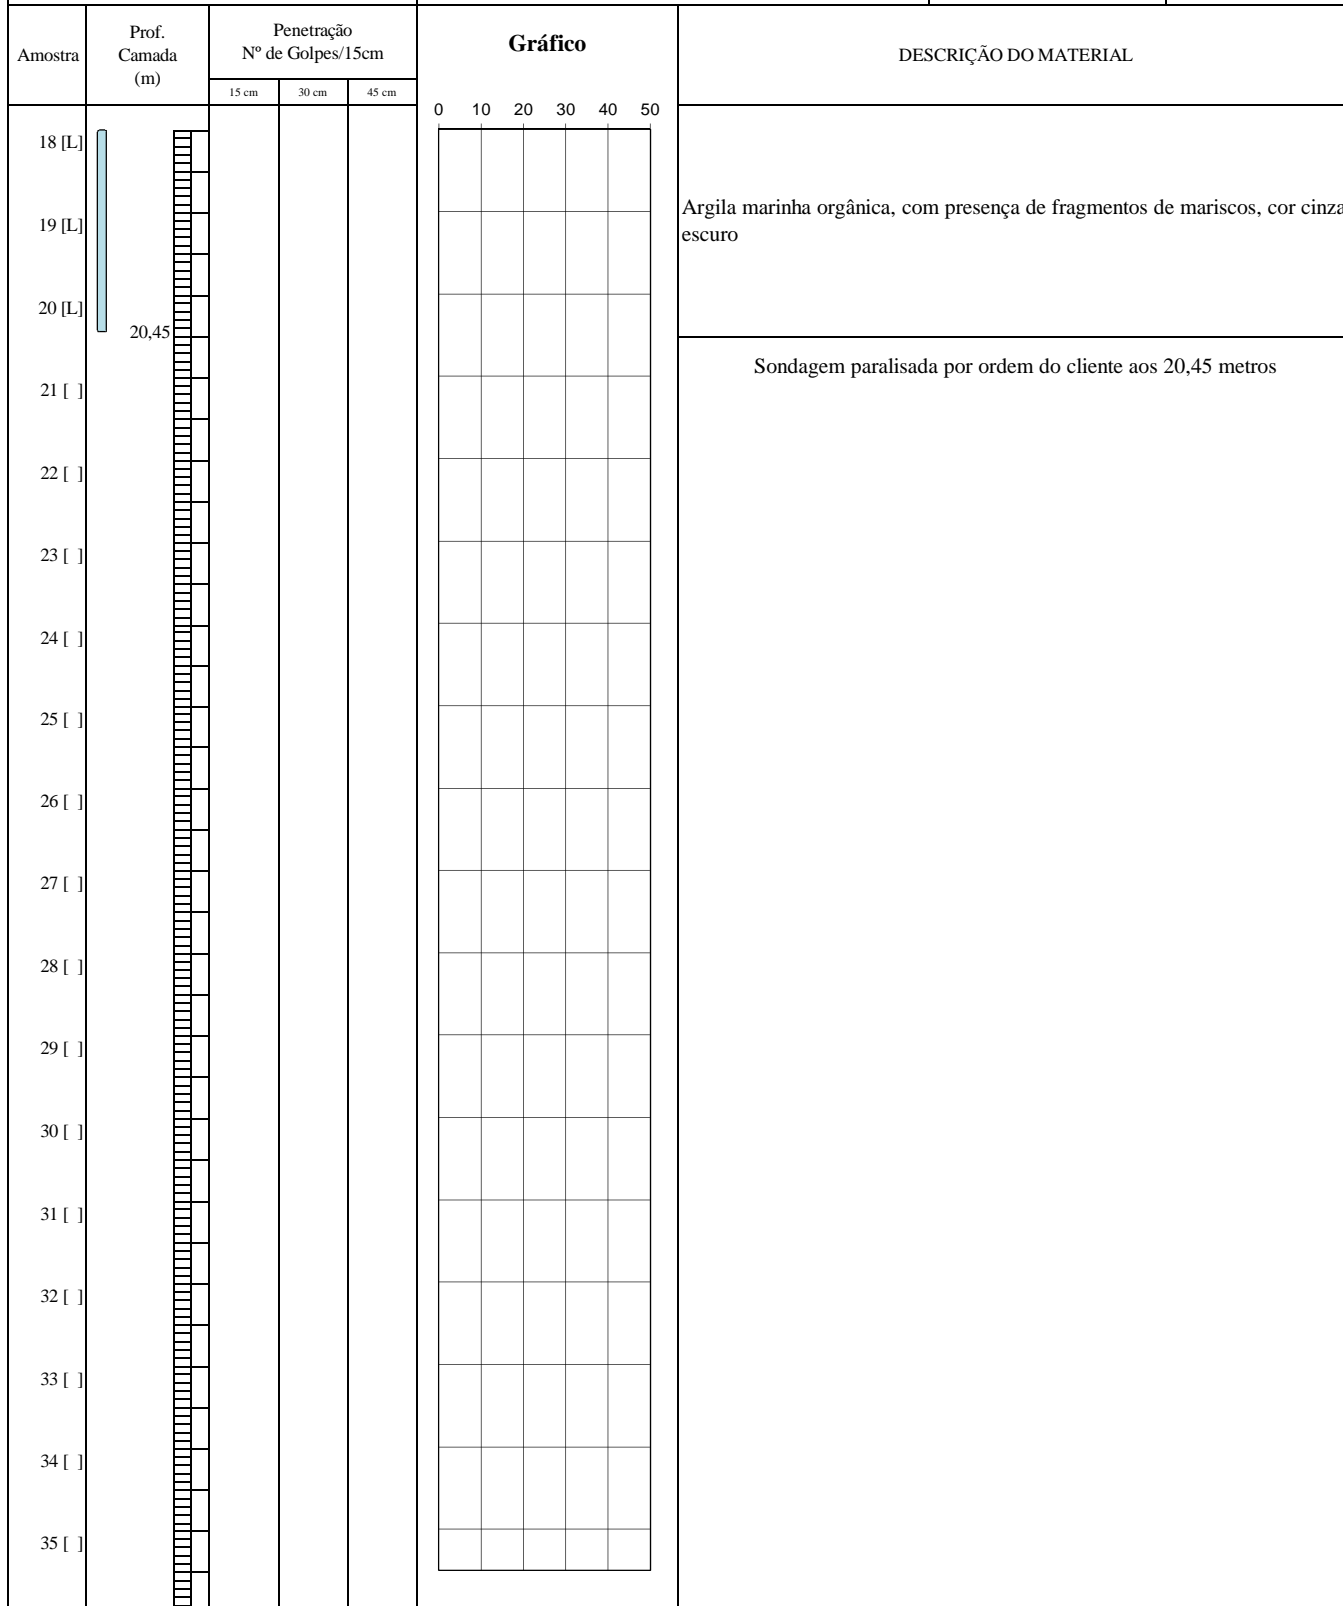 Amostra
Prof.
Camada
(m)
Penetração
Nº de Golpes/15cm
15 cm
30 cm
45 cm
Gráfico
DESCRIÇÃO DO MATERIAL
0 10 20 30 40 50
18 [L]
19 [L]
Argila marinha orgânica, com presença de fragmentos de mariscos, cor cinza
escuro
20 [L]
20,45
Sondagem paralisada por ordem do cliente aos 20,45 metros
21 [ ]
22 [ ]
23 [ ]
24 [ ]
25 [ ]
26 [ ]
27 [ ]
28 [ ]
29 [ ]
30 [ ]
31 [ ]
32 [ ]
33 [ ]
34 [ ]
35 [ ]